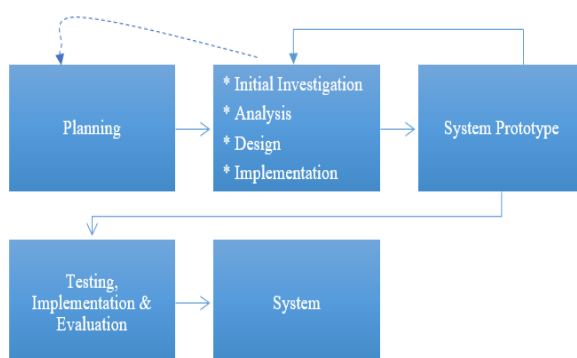 Planning
* Initial Investigation
* Analysis
* Design
* Implementation
System Prototype
Testing,
Implementation &
Evaluation
System